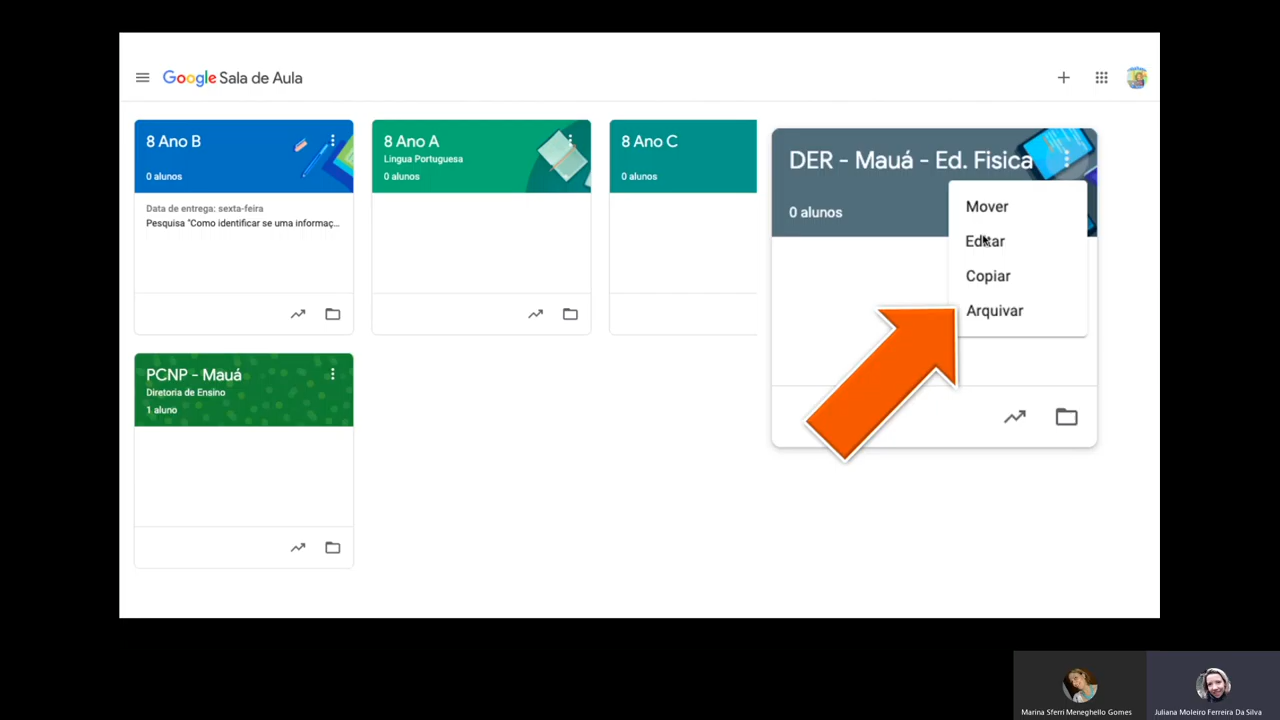 Google Sala de Aula
8 Ano B
0 alunos
Data de entrega: sexta-feira
Pesquisa "Como identificar se uma informaç...
8 Ano A
Lingua Portuguesa
0 alunos
8 Ano C
0 alunos
DER - Mauá - Ed. Fisica
0 alunos
Mover
Editar
Copiar
Arquivar
PCNP - Mauá
Diretoria de Ensino
1 aluno
Marina Sferri Meneghello Gomes
Juliana Moleiro Ferreira Da Silva